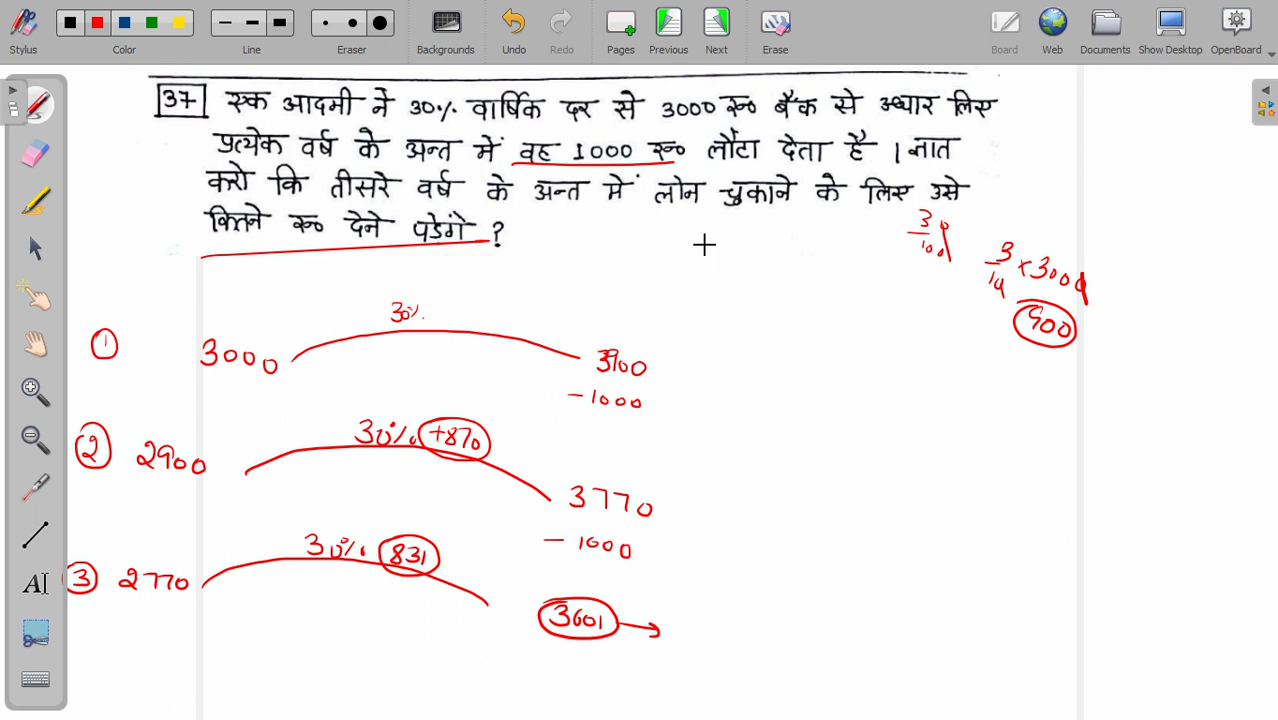 Stylus Color Line Eraser Backgrounds Undo Redo Pages Previous Next Erase Board Web Documents Show Desktop OpenBoard
37 एक आदमी ने 30% वार्षिक दर से 3000 रू० बैंक से उधार लिए
प्रत्येक वर्ष के अन्त में वह 1000 रू० लौटा देता है । ज्ञात
करो कि तीसरे वर्ष के अन्त में लोन चुकाने के लिए उसे
कितने रू० देने पडेगें ?
30
100
3
10 × 3000
900
30%
1 3000 3900
- 1000
30% +870
2 2900
3770
- 1000
30% 831
3 2770
3601